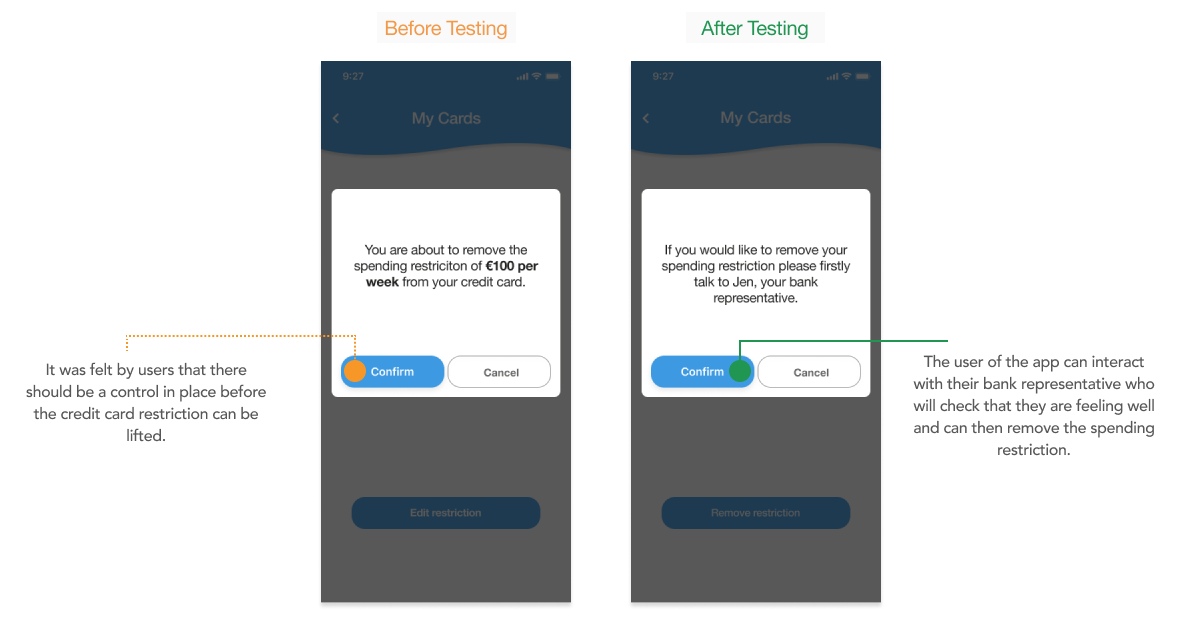 Before Testing
After Testing
9:27
My Cards
You are about to remove the
spending restriciton of €100 per
week from your credit card.
Confirm
Cancel
Edit restriction
9:27
My Cards
If you would like to remove your
spending restriction please firstly
talk to Jen, your bank
representative.
Confirm
Cancel
Remove restriction
It was felt by users that there
should be a control in place before
the credit card restriction can be
lifted.
The user of the app can interact
with their bank representative who
will check that they are feeling well
and can then remove the spending
restriction.